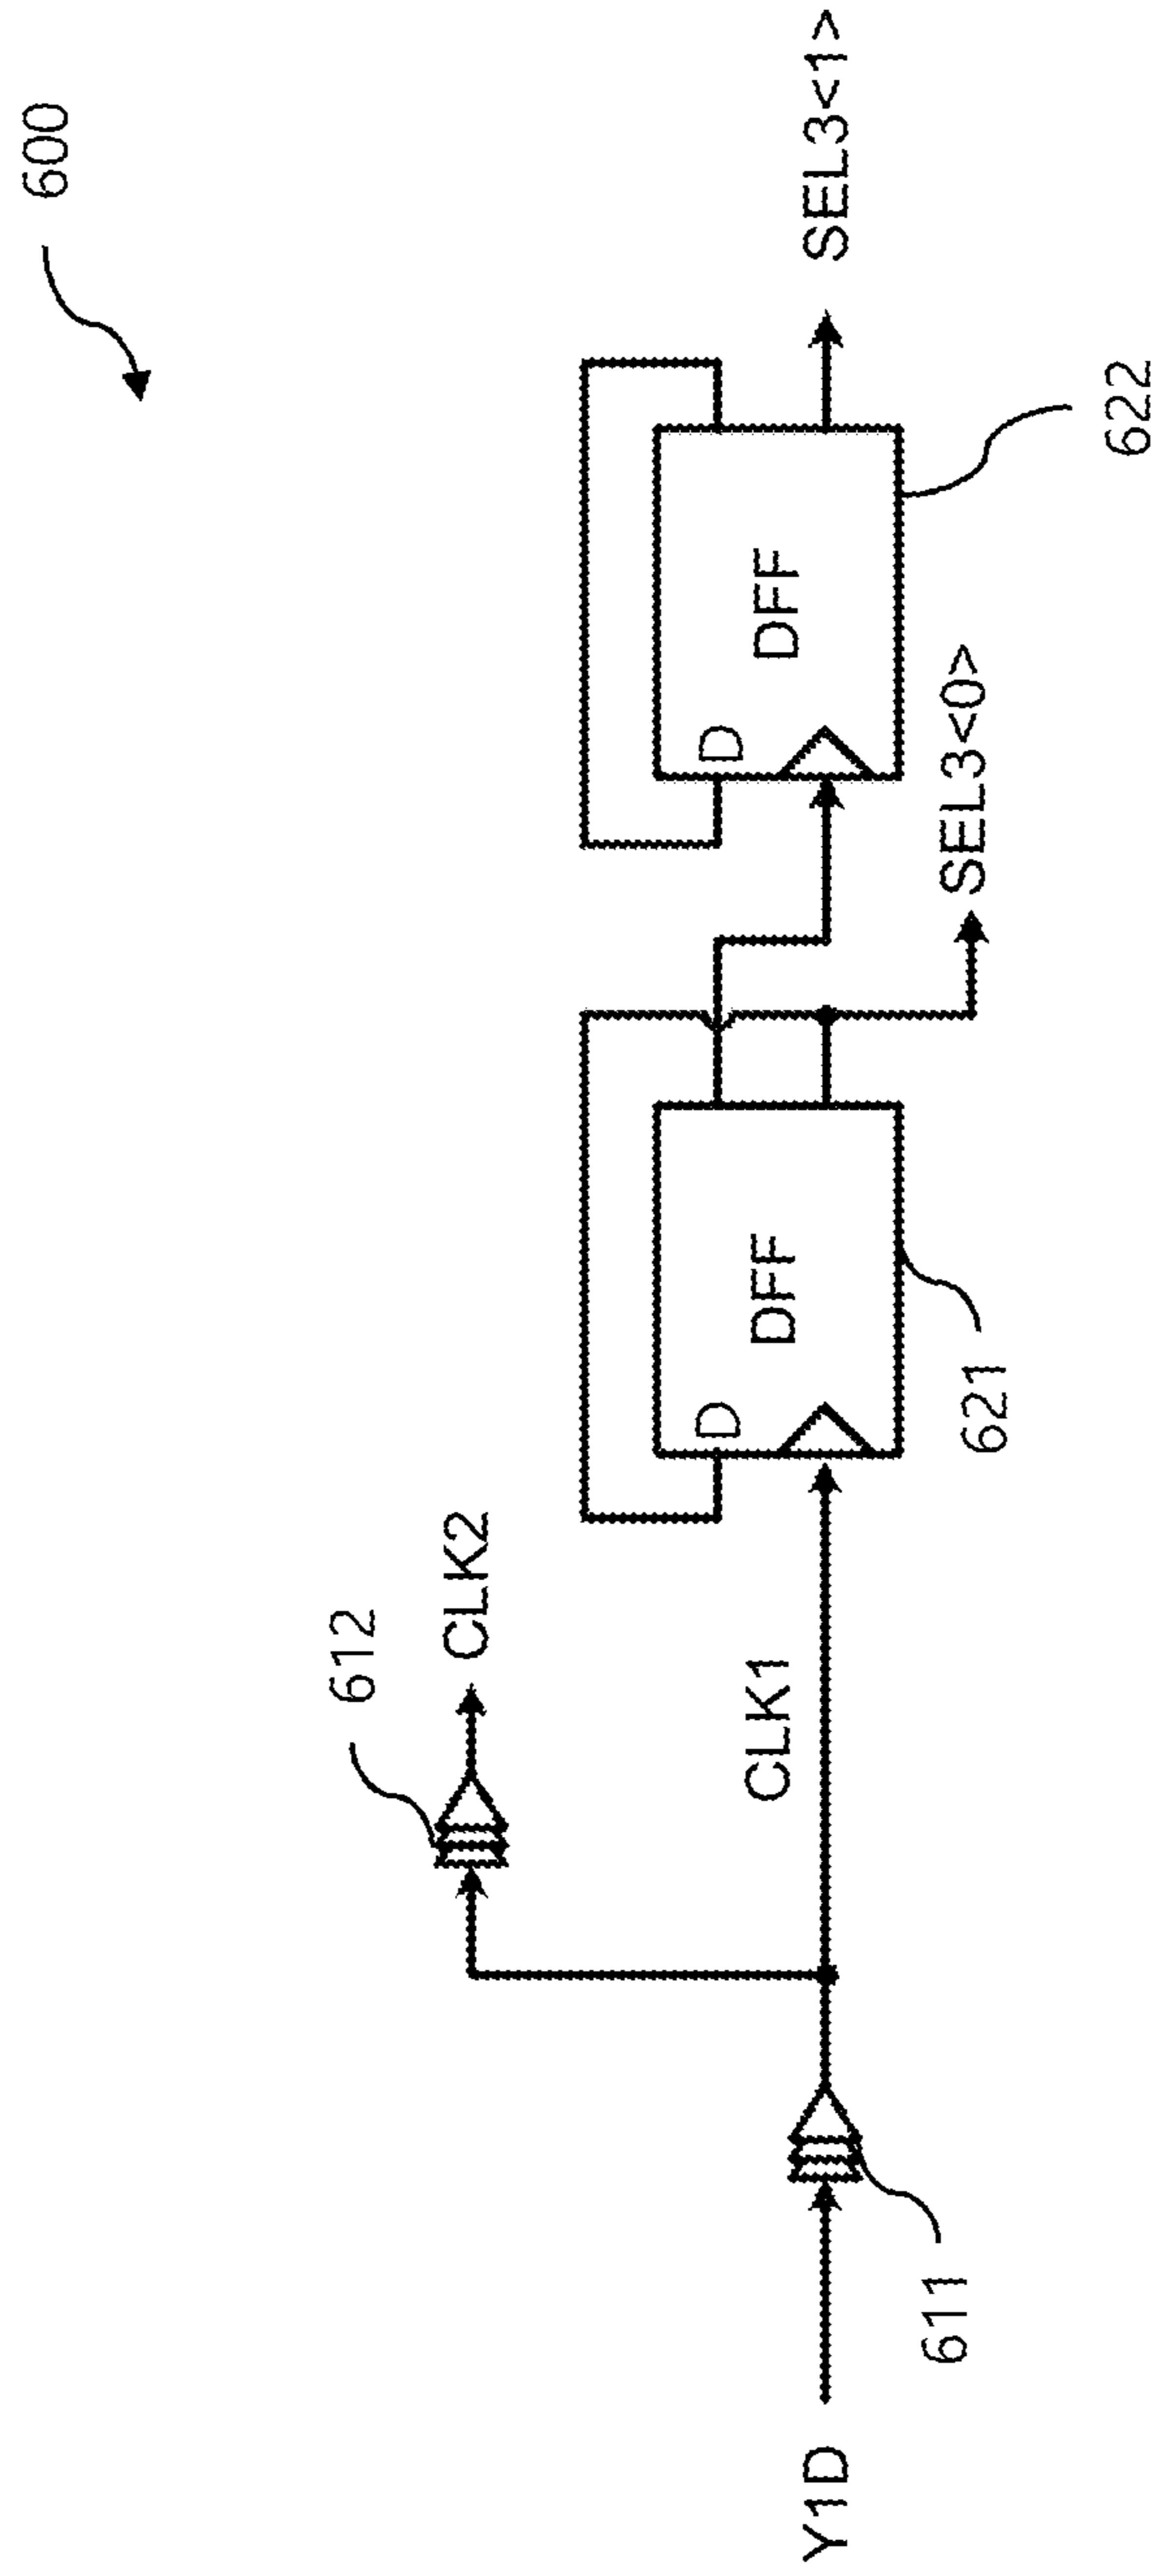 600
612
CLK2
Y1D
611
CLK1
D
DFF
621
SEL3<0>
D
DFF
622
SEL3<1>